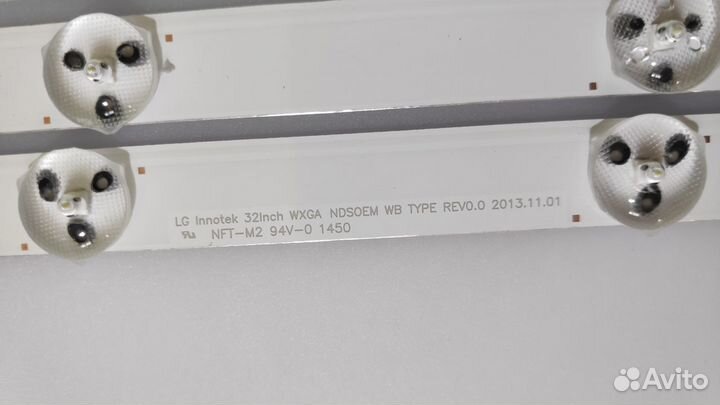 LG Innotek 32Inch WXGA NDSOEM WB TYPE REV0.0 2013.11.01
NFT-M2 94V-0 1450
Avito